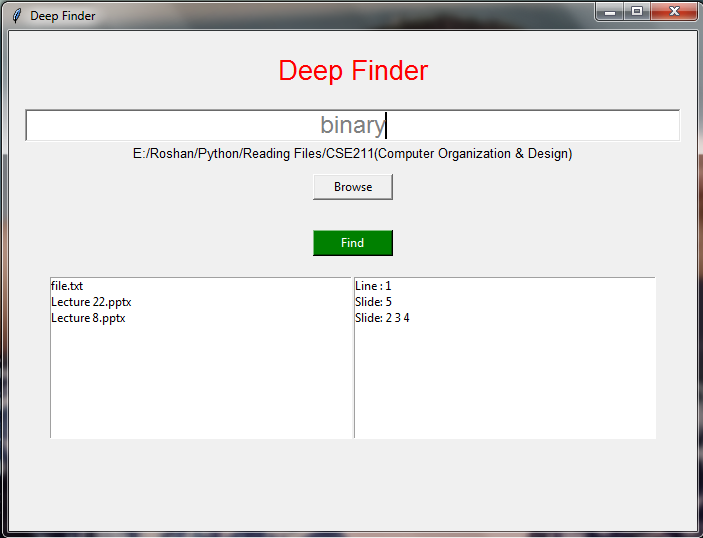 Deep Finder
Deep Finder
binary
E:/Roshan/Python/Reading Files/CSE211(Computer Organization & Design)
Browse
Find
file.txt
Lecture 22.pptx
Lecture 8.pptx
Line : 1
Slide: 5
Slide: 2 3 4